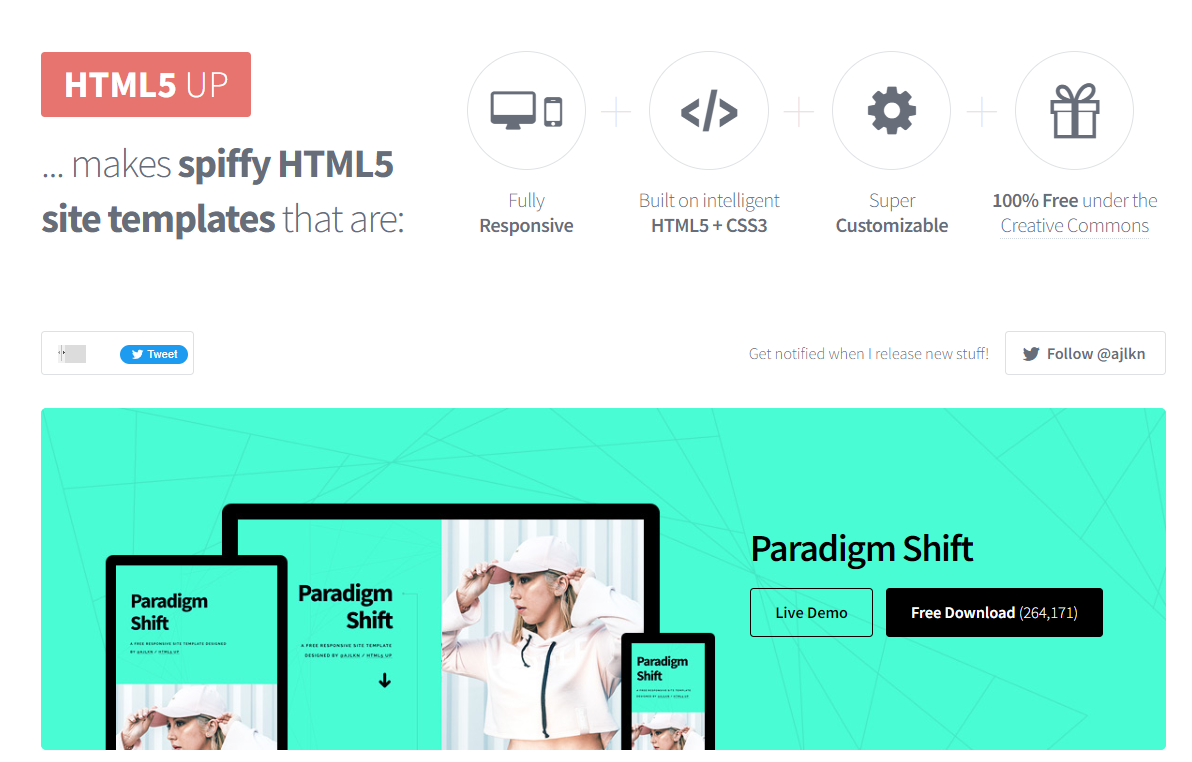 HTML5 UP
... makes spiffy HTML5
site templates that are:
Fully
Responsive
Built on intelligent
HTML5 + CSS3
Super
Customizable
100% Free under the
Creative Commons
Tweet
Get notified when I release new stuff!
Follow @ajlkn
Paradigm
Shift
A FREE RESPONSIVE SITE TEMPLATE DESIGNED
BY @AJLKN / HTML5 UP
Paradigm
Shift
A FREE RESPONSIVE SITE TEMPLATE
DESIGNED BY @AJLKN / HTML5 UP
Paradigm
Shift
A FREE RESPONSIVE SITE TEMPLATE
DESIGNED BY @AJLKN / HTML5 UP
Paradigm Shift
Live Demo
Free Download (264,171)